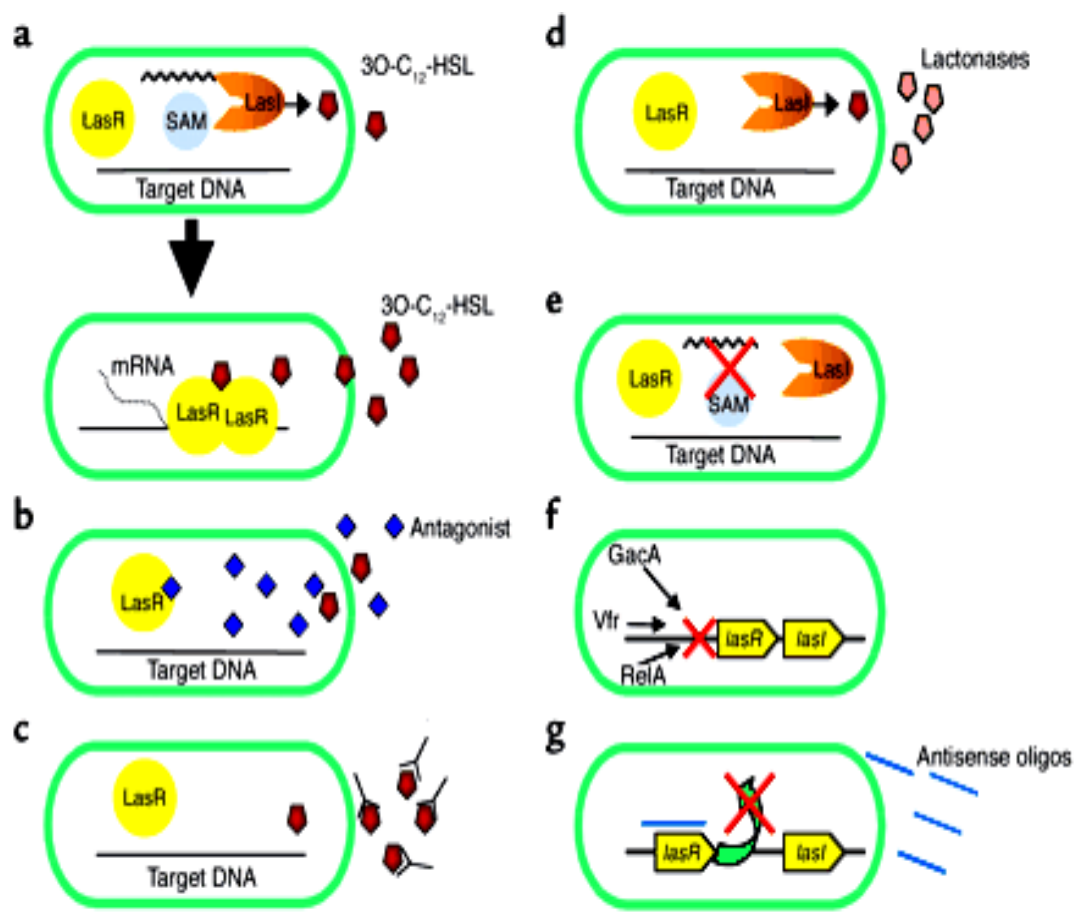 a
3O-C12-HSL
LasR
SAM
LasI
Target DNA
3O-C12-HSL
mRNA
LasR
LasR
b
Antagonist
LasR
Target DNA
c
LasR
Target DNA
d
Lactonases
LasR
LasI
Target DNA
e
LasR
SAM
LasI
Target DNA
f
GacA
Vfr
lasR
lasI
RelA
g
Antisense oligos
lasR
lasI